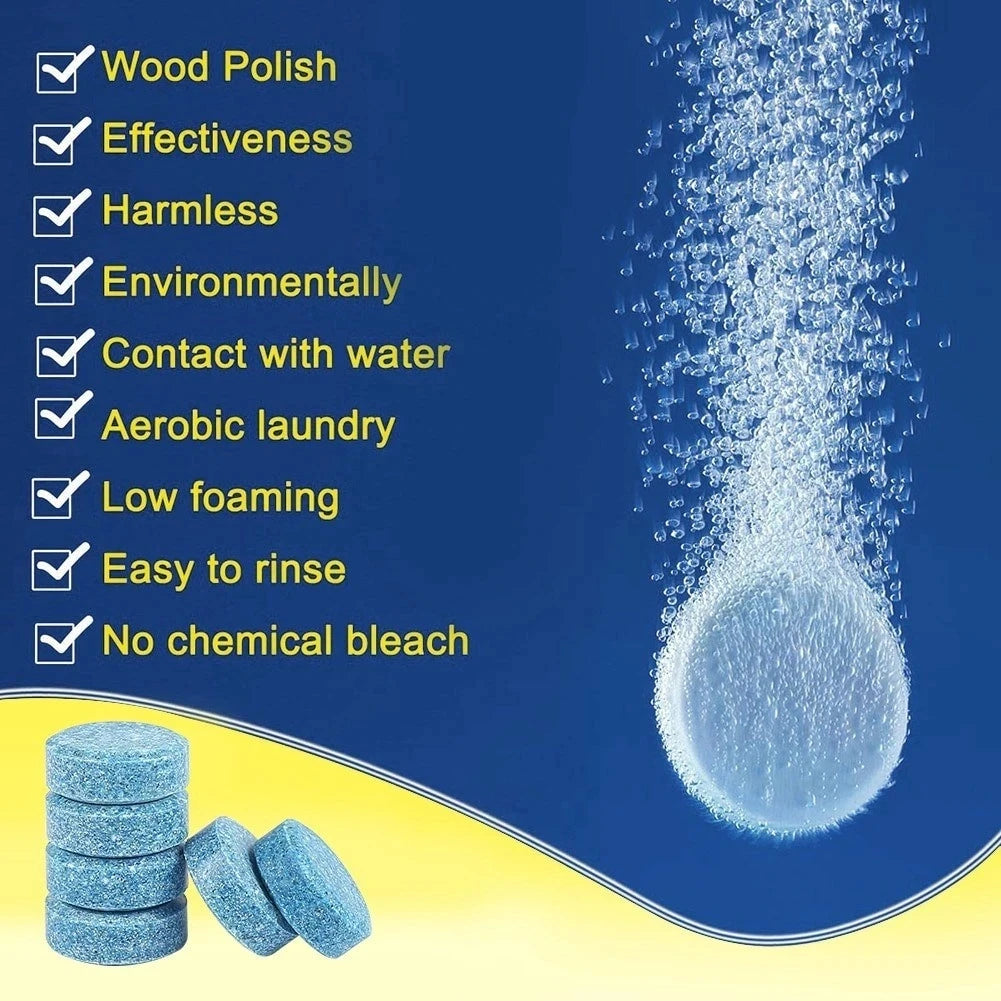 Wood Polish
Effectiveness
Harmless
Environmentally
Contact with water
Aerobic laundry
Low foaming
Easy to rinse
No chemical bleach